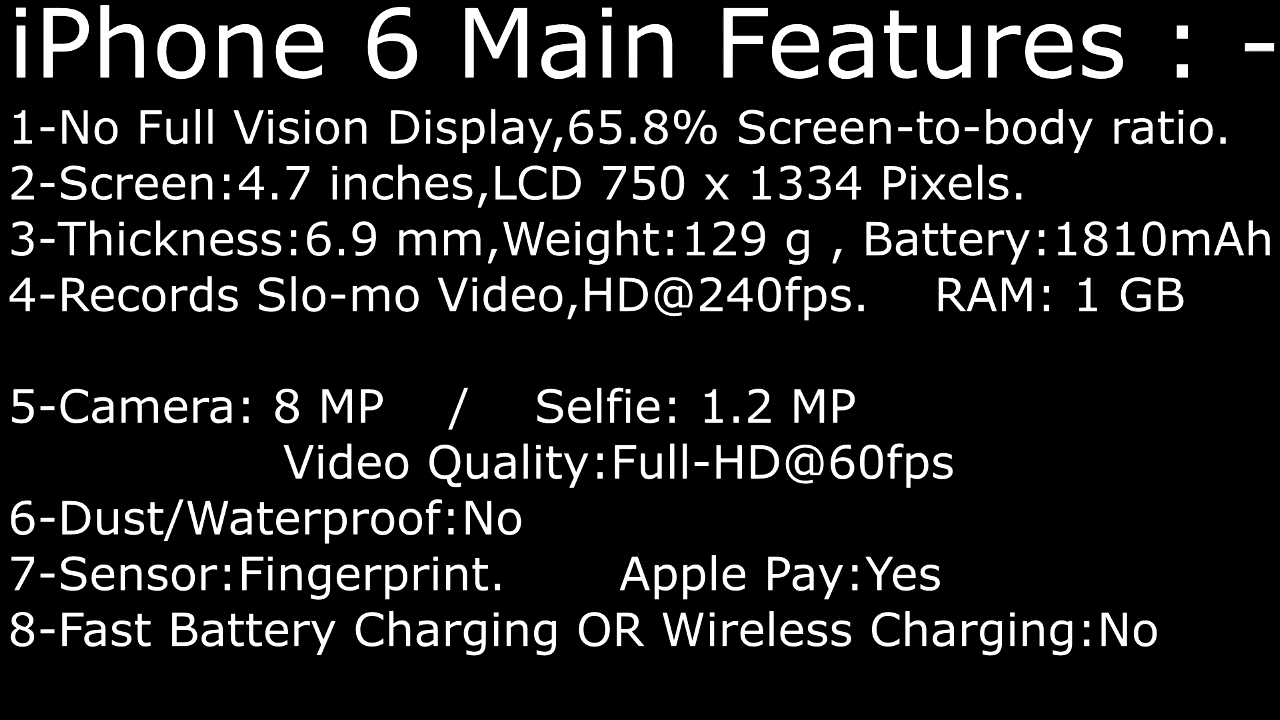 iPhone 6 Main Features : -
1-No Full Vision Display,65.8% Screen-to-body ratio.
2-Screen:4.7 inches,LCD 750 x 1334 Pixels.
3-Thickness:6.9 mm,Weight:129 g , Battery:1810mAh
4-Records Slo-mo Video,HD@240fps. RAM: 1 GB
5-Camera: 8 MP / Selfie: 1.2 MP
Video Quality:Full-HD@60fps
6-Dust/Waterproof:No
7-Sensor:Fingerprint. Apple Pay:Yes
8-Fast Battery Charging OR Wireless Charging:No